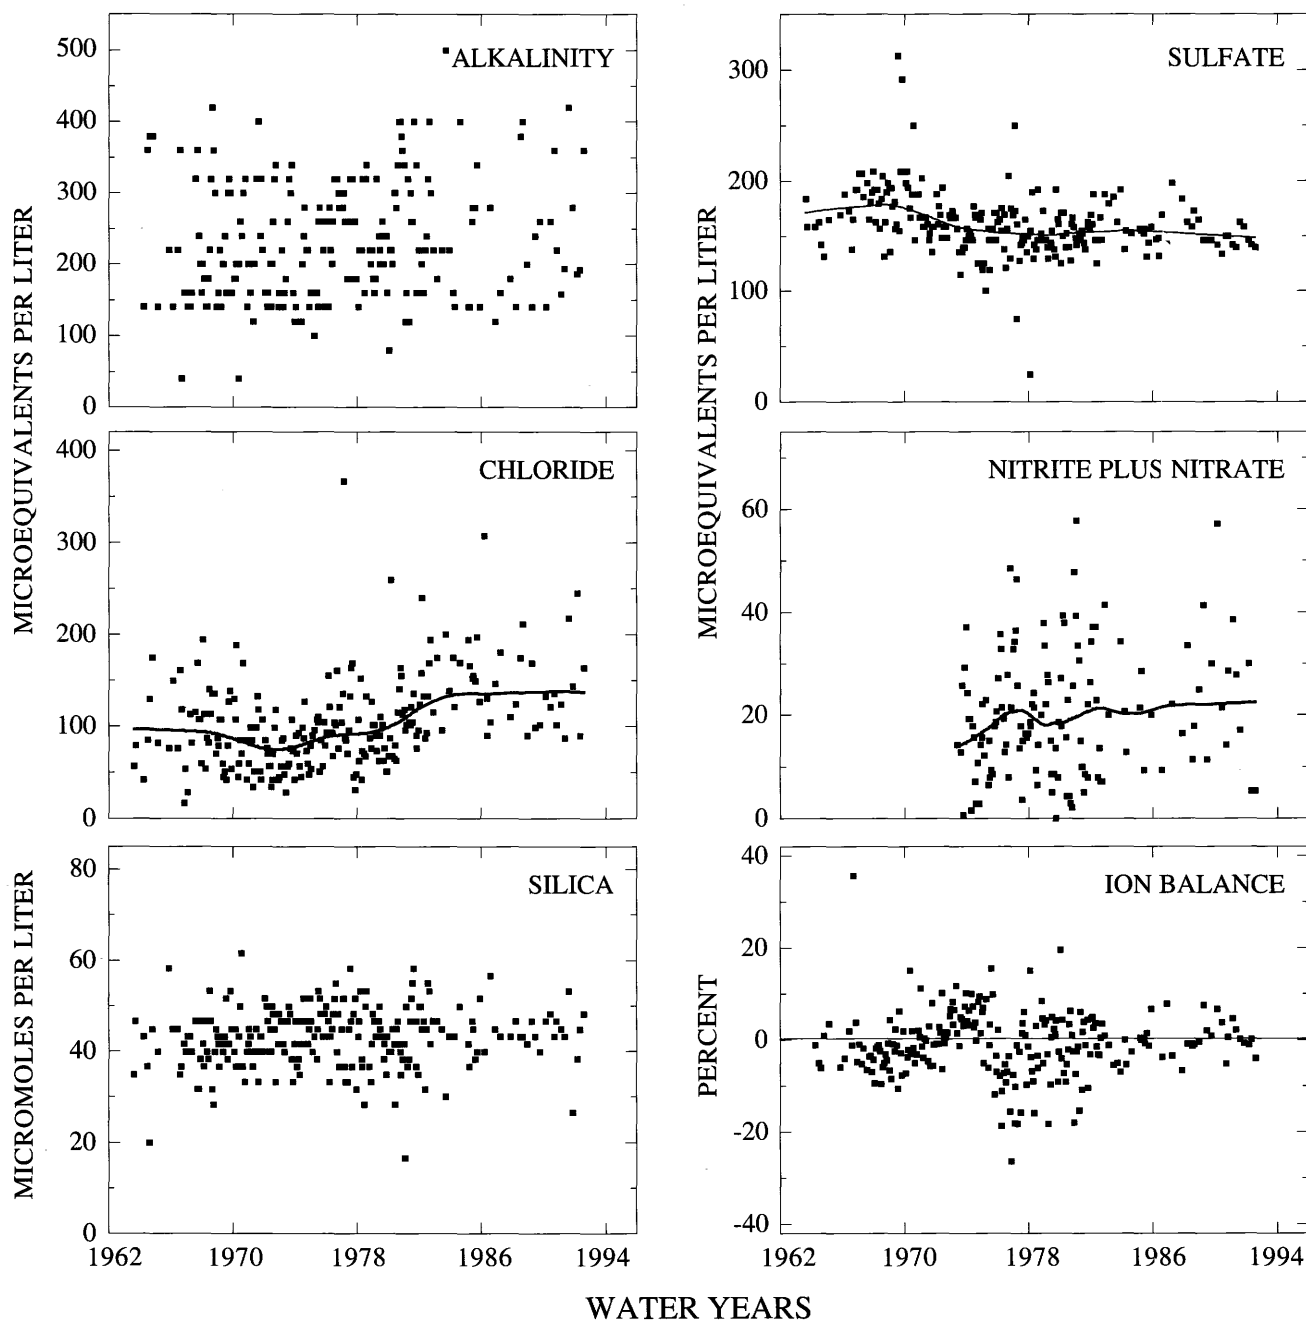 ALKALINITY
500
400
300
200
100
0
MICROEQUIVALENTS PER LITER
SULFATE
300
200
100
0
MICROEQUIVALENTS PER LITER
CHLORIDE
400
300
200
100
0
NITRITE PLUS NITRATE
60
40
20
0
SILICA
80
60
40
20
0
MICROMOLES PER LITER
1962 1970 1978 1986 1994
ION BALANCE
40
20
0
-20
-40
PERCENT
1962 1970 1978 1986 1994
WATER YEARS